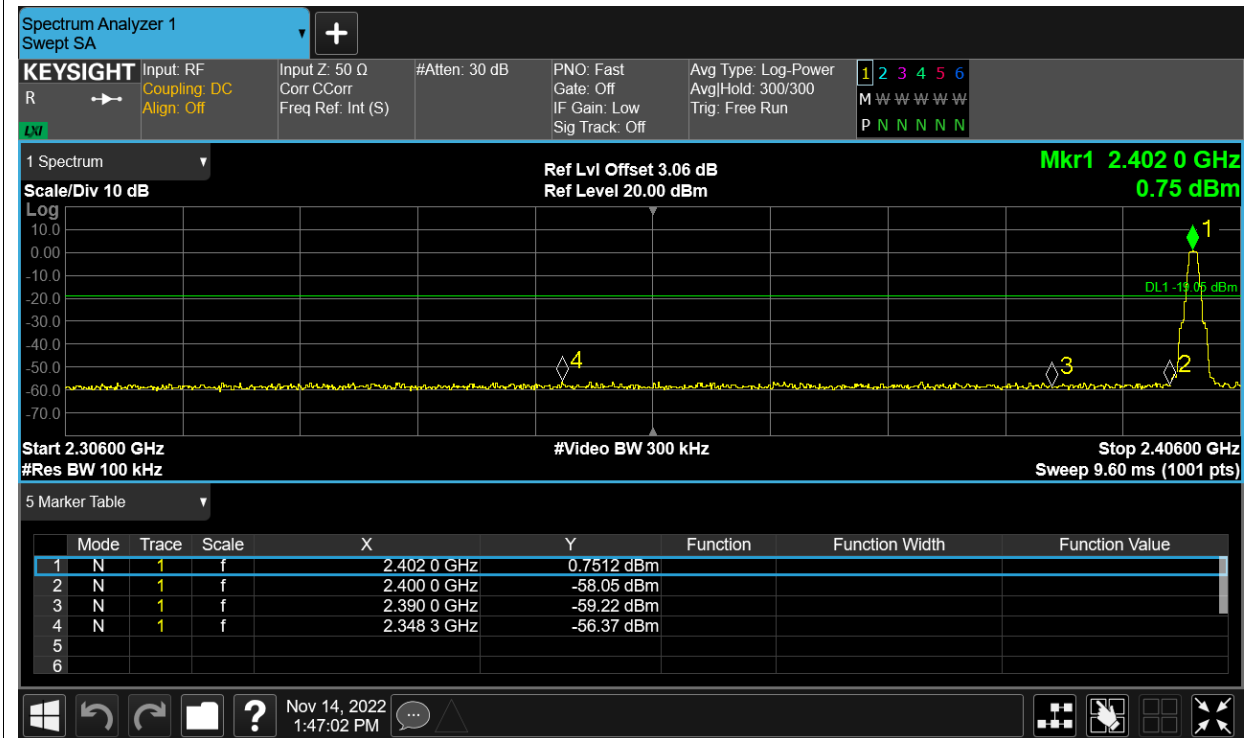 Spectrum Analyzer 1
Swept SA
KEYSIGHT
R
LXI
Input: RF
Coupling: DC
Align: Off
Input Z: 50 Ω
Corr CCorr
Freq Ref: Int (S)
#Atten: 30 dB
PNO: Fast
Gate: Off
IF Gain: Low
Sig Track: Off
Avg Type: Log-Power
Avg|Hold: 300/300
Trig: Free Run
1 2 3 4 5 6
M W W W W W
P N N N N N
1 Spectrum
Scale/Div 10 dB
Ref Lvl Offset 3.06 dB
Ref Level 20.00 dBm
Mkr1 2.402 0 GHz
0.75 dBm
Log
10.0
0.00
-10.0
-20.0
-30.0
-40.0
-50.0
-60.0
-70.0
1
DL1 -19.05 dBm
4
3
2
Start 2.30600 GHz
#Res BW 100 kHz
#Video BW 300 kHz
Stop 2.40600 GHz
Sweep 9.60 ms (1001 pts)
5 Marker Table
Mode Trace Scale X Y Function Function Width Function Value
1 N 1 f 2.402 0 GHz 0.7512 dBm
2 N 1 f 2.400 0 GHz -58.05 dBm
3 N 1 f 2.390 0 GHz -59.22 dBm
4 N 1 f 2.348 3 GHz -56.37 dBm
5
6
?
Nov 14, 2022
1:47:02 PM